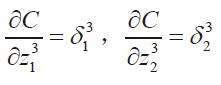 ∂C/∂z₁³ = δ₁³ , ∂C/∂z₂³ = δ₂³